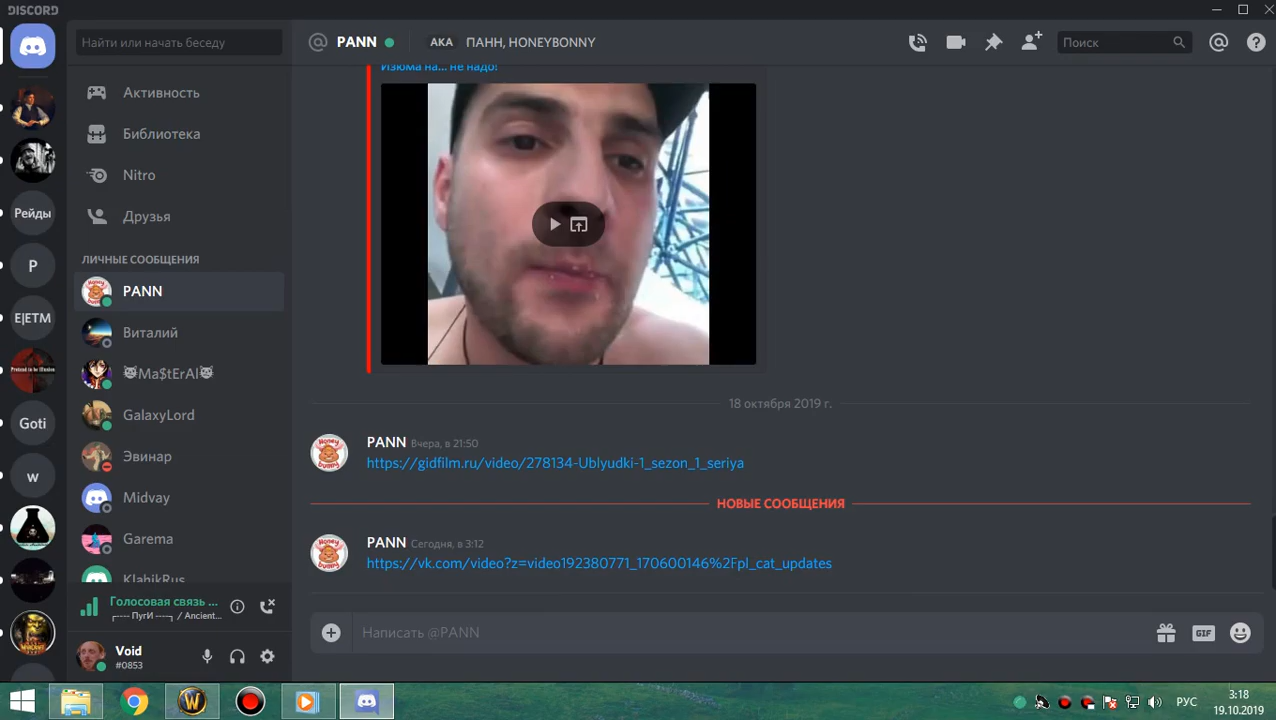 DISCORD
Найти или начать беседу
PANN
AKA
ПАНН, HONEYBONNY
Поиск
Изюма на... не надо!
Активность
Библиотека
Nitro
Друзья
ЛИЧНЫЕ СООБЩЕНИЯ
PANN
Виталий
Ma$tErAl
GalaxyLord
Эвинар
Midvay
Garema
KlahikRus
Рейды
P
E|ETM
Goti
w
18 октября 2019 г.
PANN Вчера, в 21:50
https://gidfilm.ru/video/278134-Ublyudki-1_sezon_1_seriya
НОВЫЕ СООБЩЕНИЯ
PANN Сегодня, в 3:12
https://vk.com/video?z=video192380771_170600146%2Fpl_cat_updates
Голосовая связь ...
ПугИ / Ancient...
Void
#0853
Написать @PANN
GIF
РУС
3:18
19.10.2019